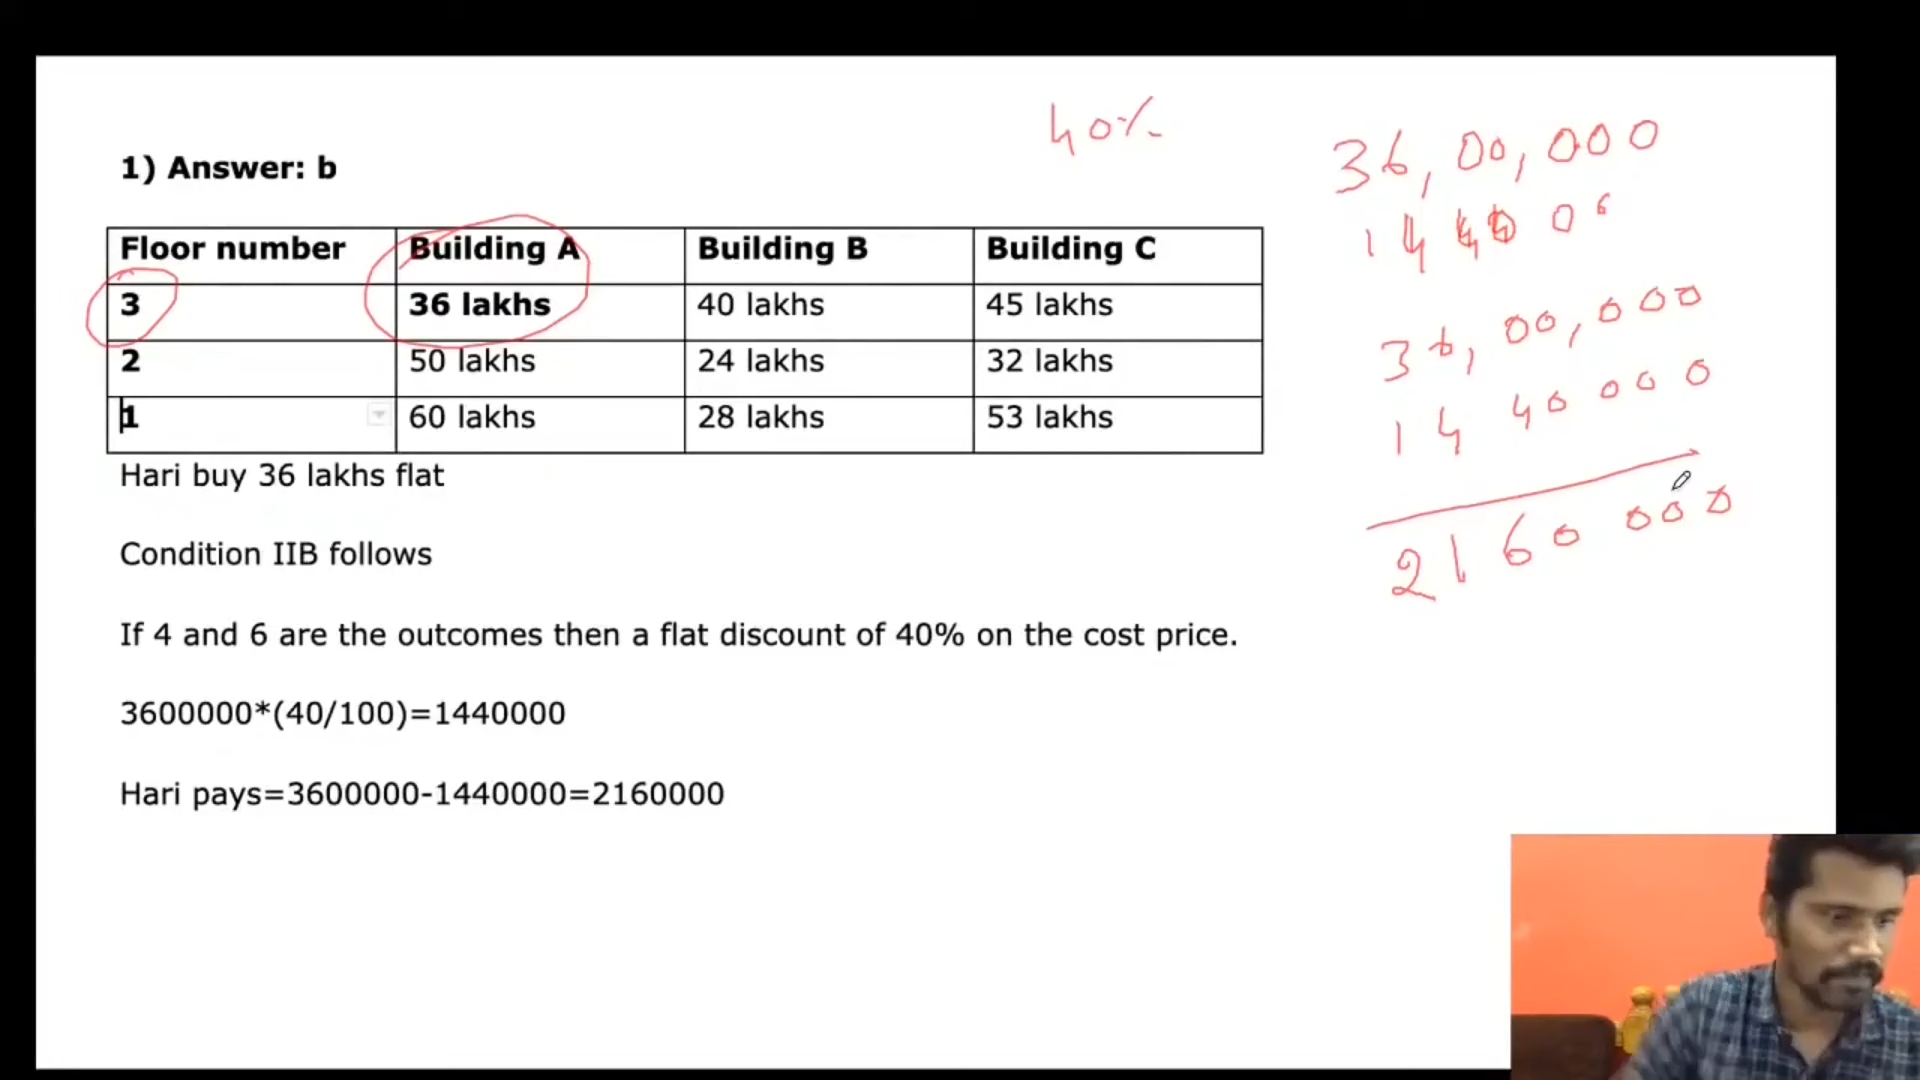 40%
36,00,000
1) Answer: b
Floor number Building A Building B Building C
3 36 lakhs 40 lakhs 45 lakhs
2 50 lakhs 24 lakhs 32 lakhs
1 60 lakhs 28 lakhs 53 lakhs
36,00,000
14 40 000
2160 000
Hari buy 36 lakhs flat
Condition IIB follows
If 4 and 6 are the outcomes then a flat discount of 40% on the cost price.
3600000*(40/100)=1440000
Hari pays=3600000-1440000=2160000